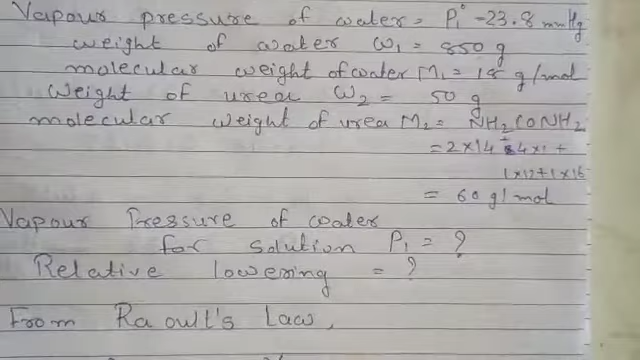 Vapour pressure of water = P₁° = 23.8 mmHg
weight of water W₁ = 850 g
molecular weight of water M₁ = 18 g/mol
Weight of urea W₂ = 50 g
molecular weight of urea M₂ = NH₂CONH₂
= 2×14 + 4×1 +
1×12+1×16
= 60 g/mol
Vapour Pressure of water
for solution P₁ = ?
Relative lowering = ?
From Raoult's Law,